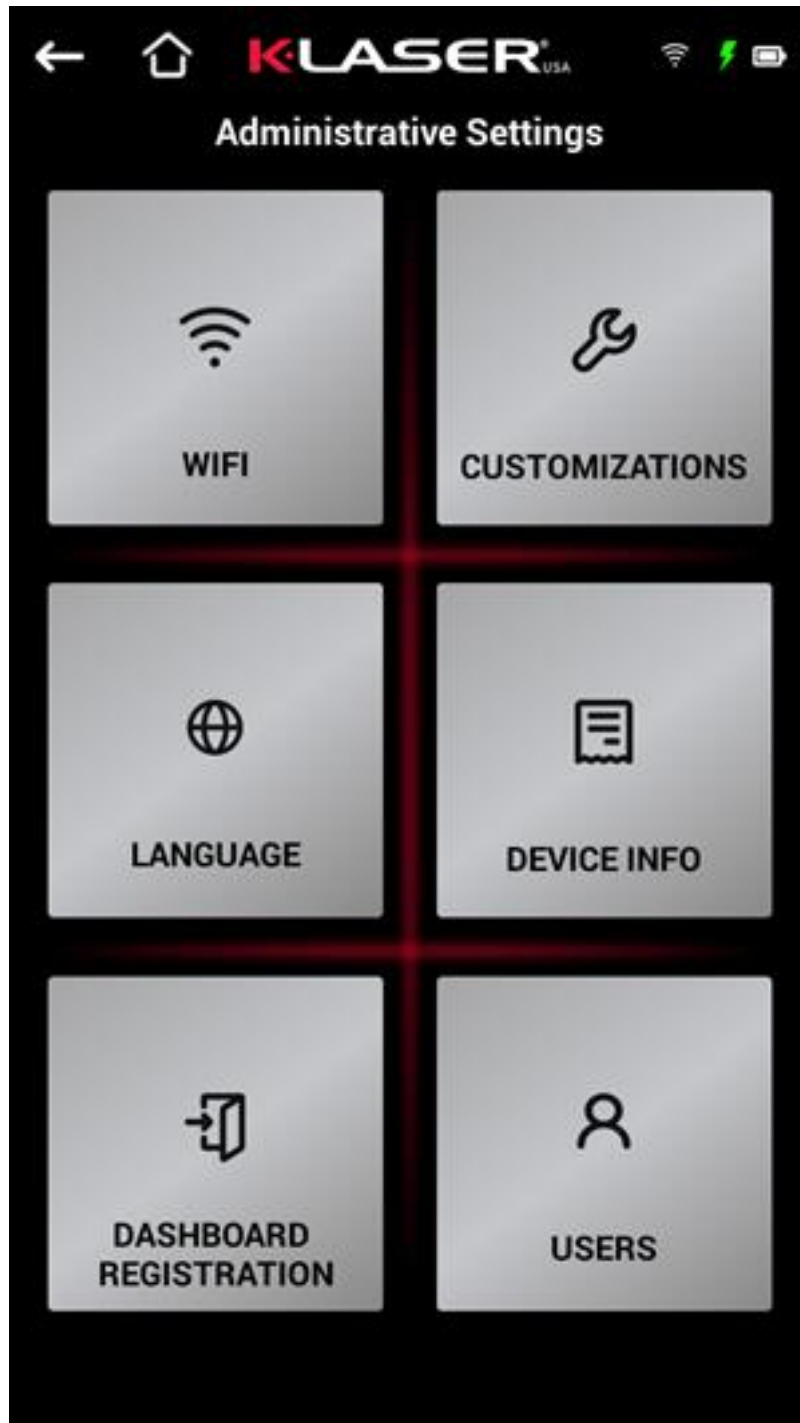 K-LASER® USA
Administrative Settings
WIFI
CUSTOMIZATIONS
LANGUAGE
DEVICE INFO
DASHBOARD
REGISTRATION
USERS